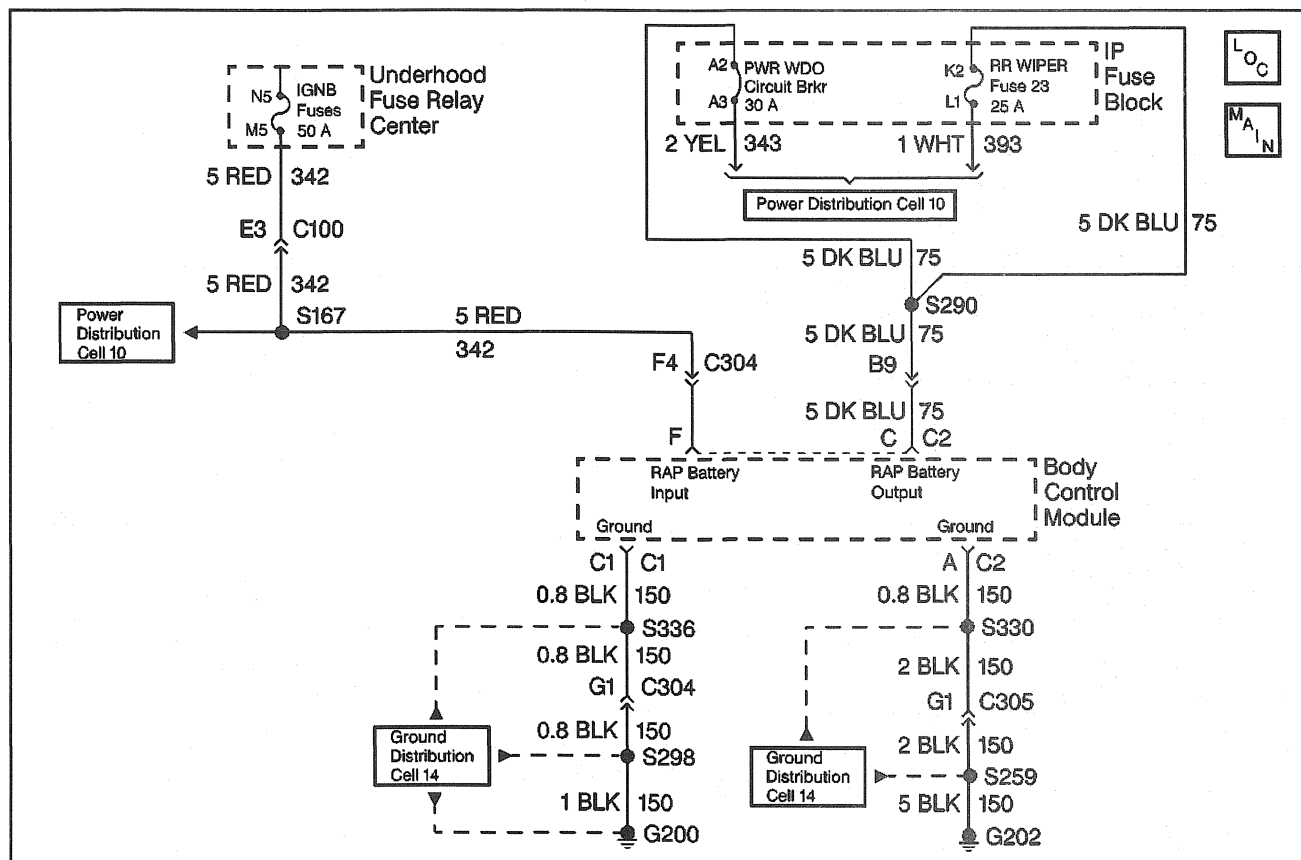 N5
IGNB
Fuses
M5
50 A
Underhood
Fuse Relay
Center
5 RED 342
E3 C100
5 RED 342
S167
Power
Distribution
Cell 10
5 RED
342
F4 C304
F
A2
PWR WDO
Circuit Brkr
A3
30 A
K2
RR WIPER
Fuse 23
L1
25 A
IP
Fuse
Block
LOC
MAIN
2 YEL 343
1 WHT 393
Power Distribution Cell 10
5 DK BLU 75
5 DK BLU 75
S290
5 DK BLU 75
B9
5 DK BLU 75
C C2
RAP Battery
Input
RAP Battery
Output
Body
Control
Module
Ground
Ground
C1 C1
0.8 BLK 150
S336
0.8 BLK 150
G1 C304
0.8 BLK 150
Ground
Distribution
Cell 14
S298
1 BLK 150
G200
A C2
0.8 BLK 150
S330
2 BLK 150
G1 C305
2 BLK 150
Ground
Distribution
Cell 14
S259
5 BLK 150
G202